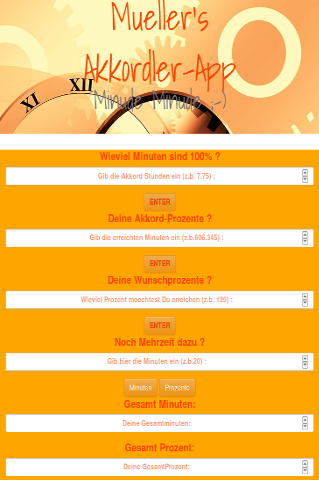 Mueller's
Akkordler-App
Minude Minude :-)
XI XII
Wieviel Minuten sind 100% ?
Gib die Akkord Stunden ein (z.b. 7.75) :
ENTER
Deine Akkord-Prozente ?
Gib die erreichten Minuten ein (z.b.606.345) :
ENTER
Deine Wunschprozente ?
Wieviel Prozent moechtest Du erreichen (z.b. 120) :
ENTER
Noch Mehrzeit dazu ?
Gib hier die Minuten ein (z.b.20) :
Minuten Prozente
Gesamt Minuten:
Deine Gesamtminuten:
Gesamt Prozent:
Deine GesamtProzent: